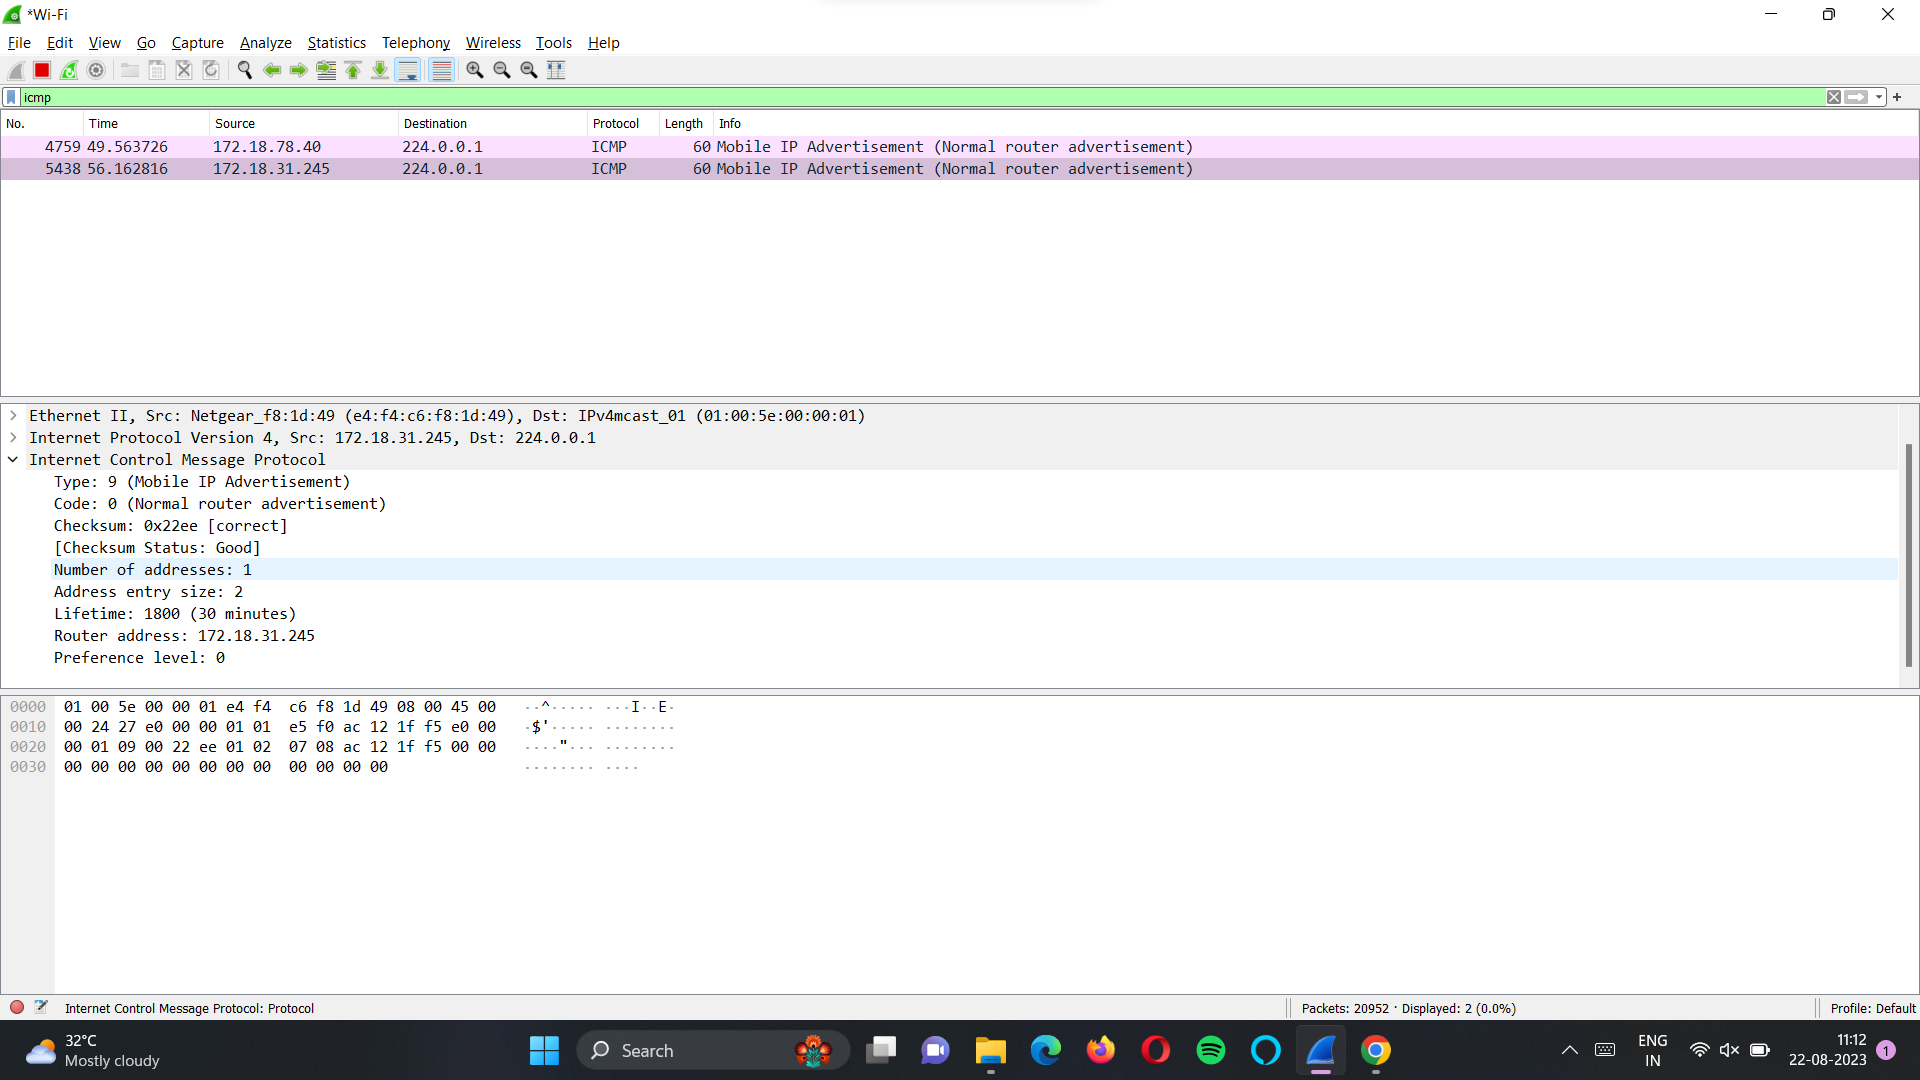 *Wi-Fi
File Edit View Go Capture Analyze Statistics Telephony Wireless Tools Help
icmp
No. Time Source Destination Protocol Length Info
4759 49.563726 172.18.78.40 224.0.0.1 ICMP 60 Mobile IP Advertisement (Normal router advertisement)
5438 56.162816 172.18.31.245 224.0.0.1 ICMP 60 Mobile IP Advertisement (Normal router advertisement)
Ethernet II, Src: Netgear_f8:1d:49 (e4:f4:c6:f8:1d:49), Dst: IPv4mcast_01 (01:00:5e:00:00:01)
Internet Protocol Version 4, Src: 172.18.31.245, Dst: 224.0.0.1
Internet Control Message Protocol
Type: 9 (Mobile IP Advertisement)
Code: 0 (Normal router advertisement)
Checksum: 0x22ee [correct]
[Checksum Status: Good]
Number of addresses: 1
Address entry size: 2
Lifetime: 1800 (30 minutes)
Router address: 172.18.31.245
Preference level: 0
0000 01 00 5e 00 00 01 e4 f4 c6 f8 1d 49 08 00 45 00 ··^····· ···I··E·
0010 00 24 27 e0 00 00 01 01 e5 f0 ac 12 1f f5 e0 00 ·$'····· ········
0020 00 01 09 00 22 ee 01 02 07 08 ac 12 1f f5 00 00 ····"··· ········
0030 00 00 00 00 00 00 00 00 00 00 00 00 ········ ····
Internet Control Message Protocol: Protocol Packets: 20952 · Displayed: 2 (0.0%) Profile: Default
32°C
Mostly cloudy
Search
ENG
IN
11:12
22-08-2023
1